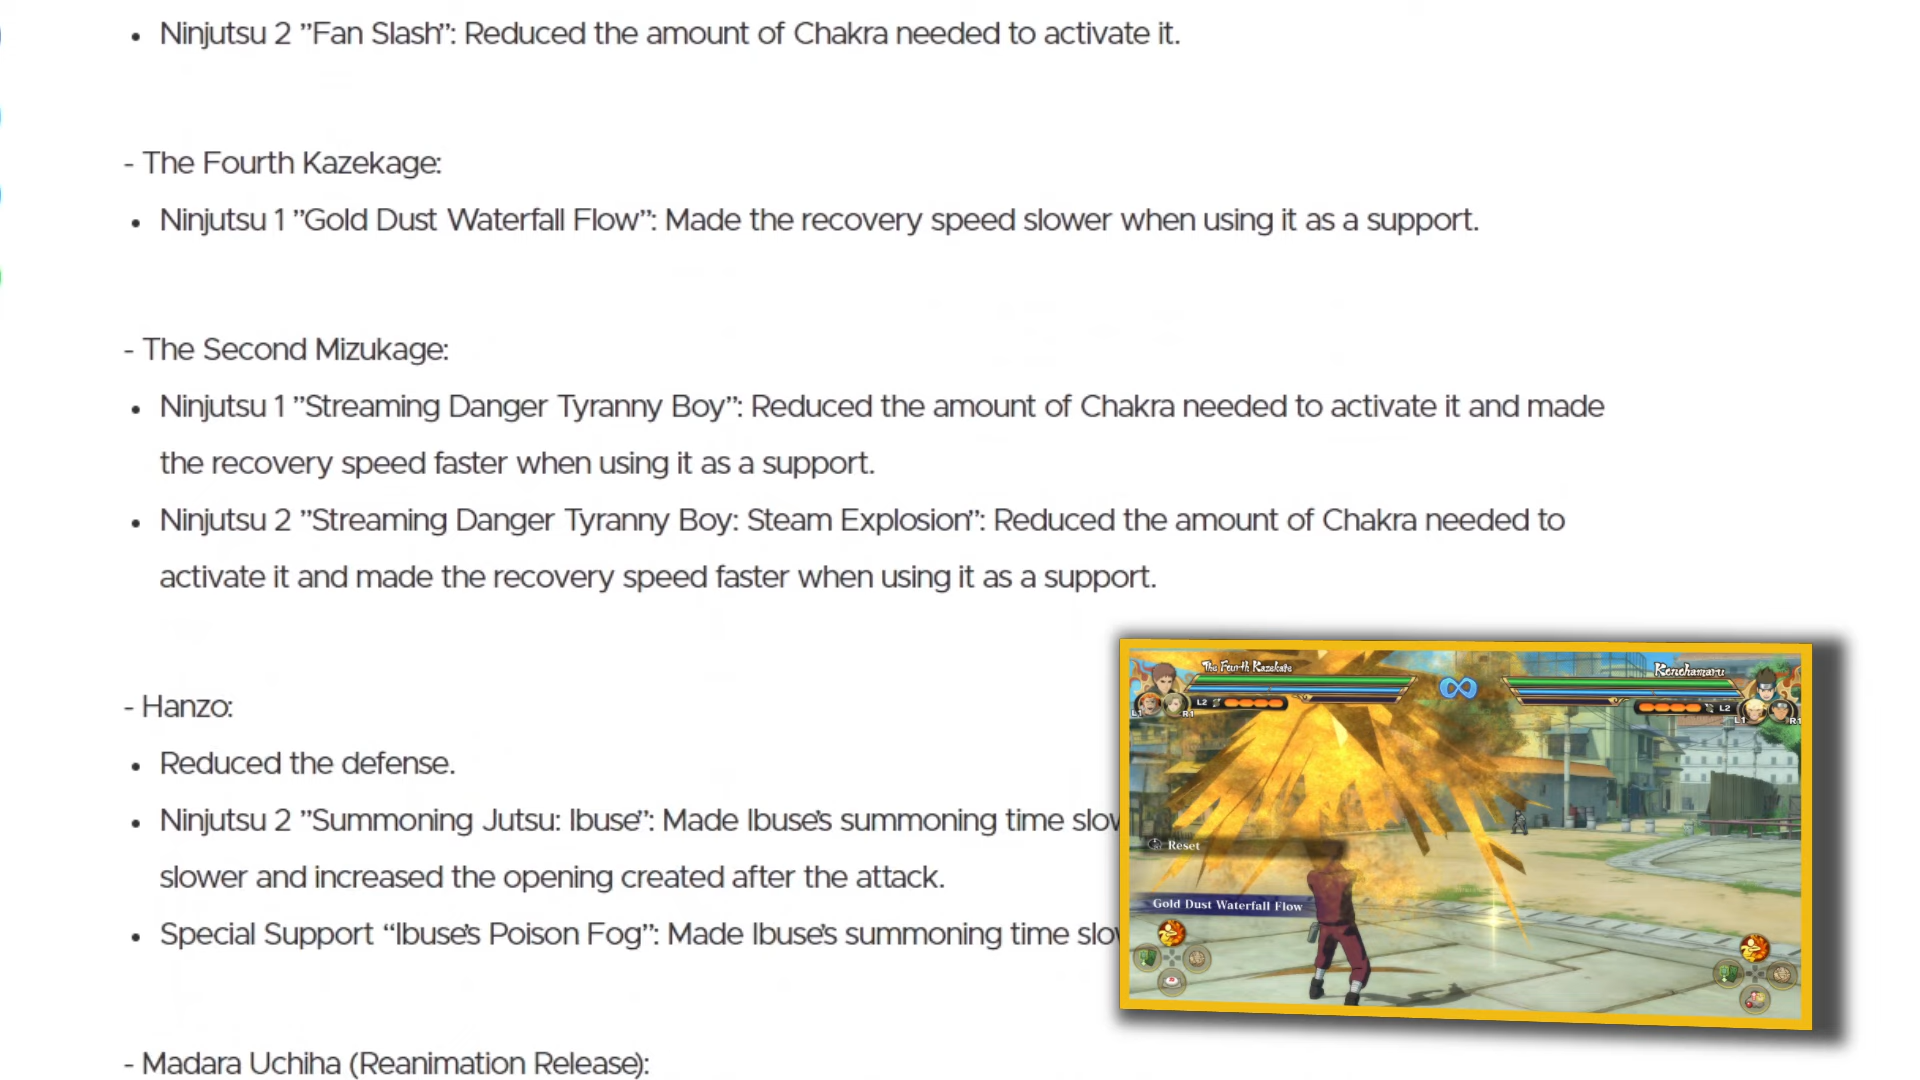 • Ninjutsu 2 ”Fan Slash”: Reduced the amount of Chakra needed to activate it.
- The Fourth Kazekage:
• Ninjutsu 1 ”Gold Dust Waterfall Flow”: Made the recovery speed slower when using it as a support.
- The Second Mizukage:
• Ninjutsu 1 ”Streaming Danger Tyranny Boy”: Reduced the amount of Chakra needed to activate it and made
the recovery speed faster when using it as a support.
• Ninjutsu 2 ”Streaming Danger Tyranny Boy: Steam Explosion”: Reduced the amount of Chakra needed to
activate it and made the recovery speed faster when using it as a support.
- Hanzo:
• Reduced the defense.
• Ninjutsu 2 ”Summoning Jutsu: Ibuse”: Made Ibuse’s summoning time
slower and increased the opening created after the attack.
• Special Support “Ibuse’s Poison Fog”: Made Ibuse’s summoning time
- Madara Uchiha (Reanimation Release):
The Fourth Kazekage
Konohamaru
L2
L2
L1
R1
L1
R1
Reset
Gold Dust Waterfall Flow